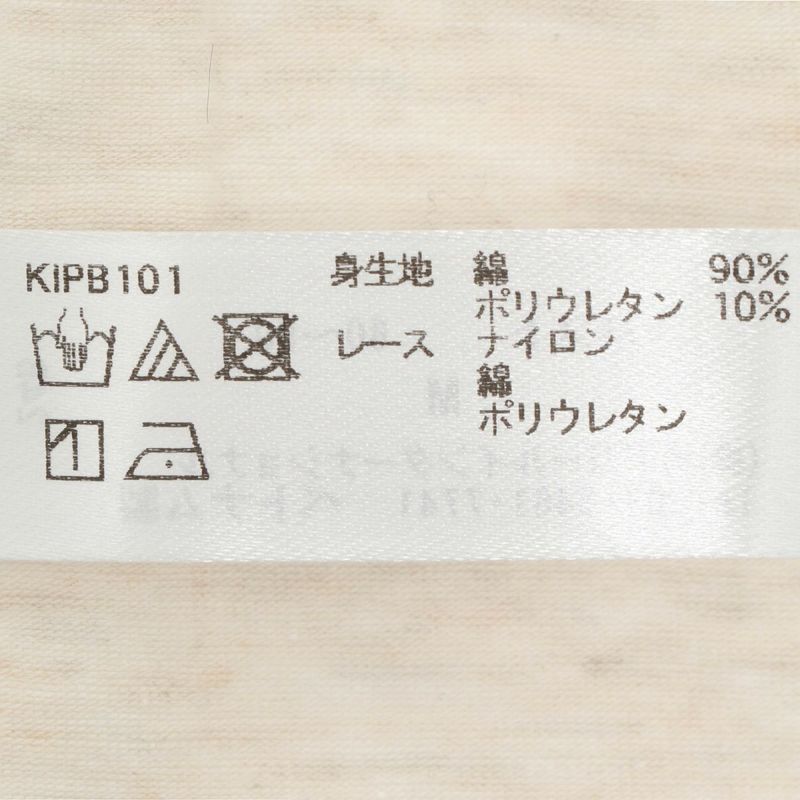 KIPB101
身生地 綿 90%
ポリウレタン 10%
レース ナイロン
綿
ポリウレタン